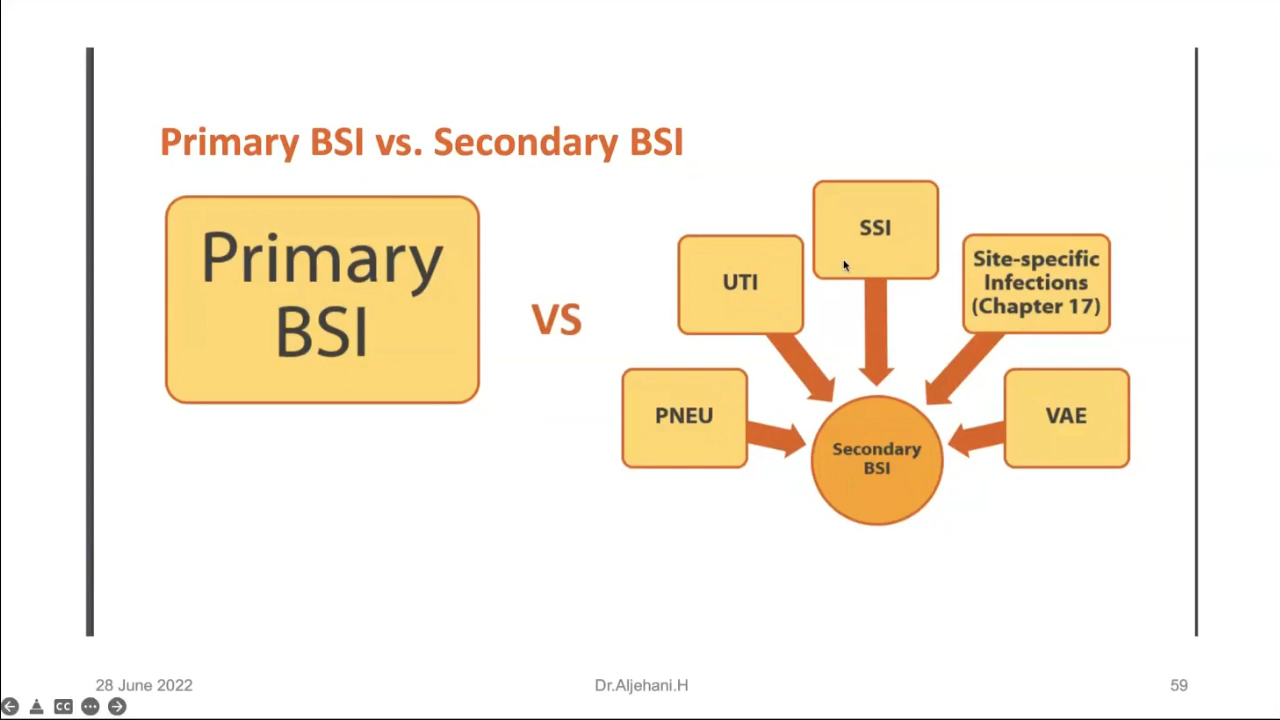 Primary BSI vs. Secondary BSI
Primary
BSI
VS
PNEU
UTI
SSI
Site-specific
Infections
(Chapter 17)
VAE
Secondary
BSI
28 June 2022
Dr.Aljehani.H
59
CC